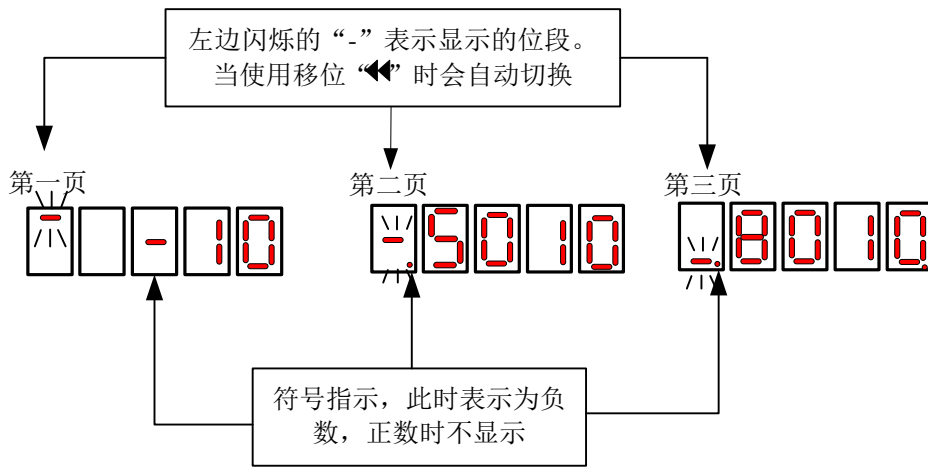 左边闪烁的“-”表示显示的位段。
当使用移位“◀◀”时会自动切换
第一页
第二页
第三页
-
- 10
-.5010
_.8010.
符号指示，此时表示为负
数，正数时不显示